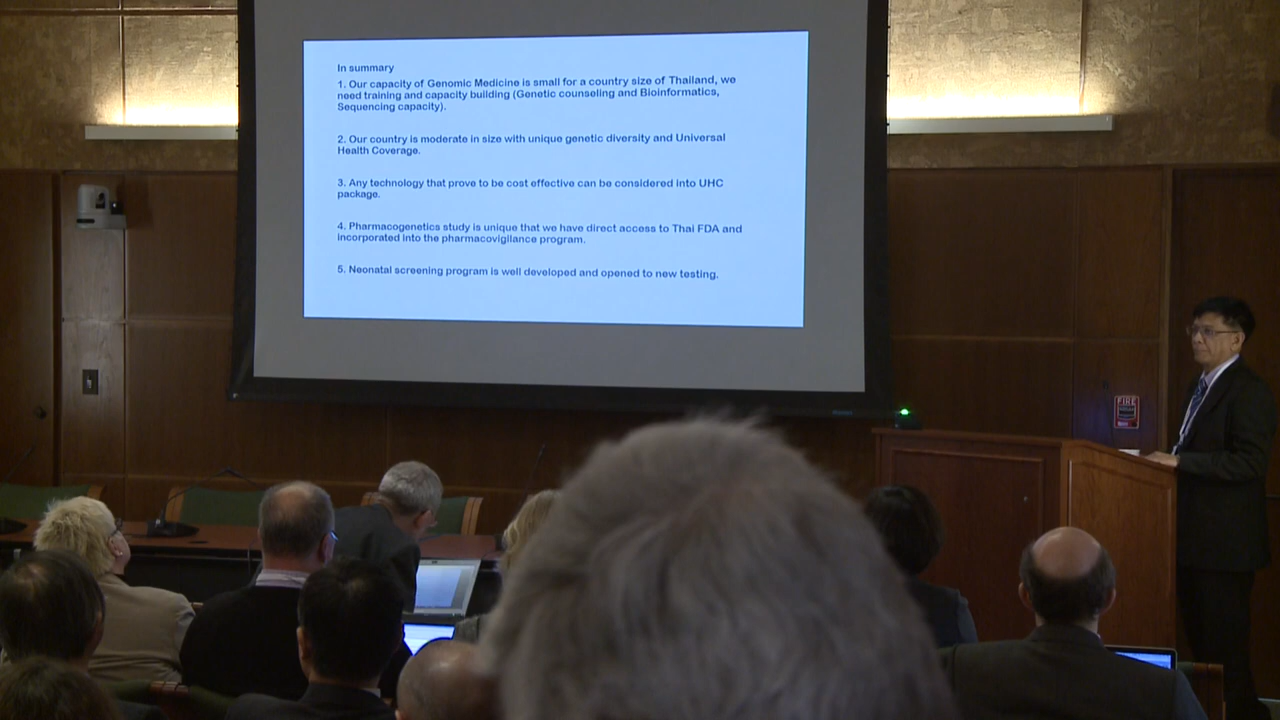 In summary
1. Our capacity of Genomic Medicine is small for a country size of Thailand, we
need training and capacity building (Genetic counseling and Bioinformatics,
Sequencing capacity).
2. Our country is moderate in size with unique genetic diversity and Universal
Health Coverage.
3. Any technology that prove to be cost effective can be considered into UHC
package.
4. Pharmacogenetics study is unique that we have direct access to Thai FDA and
incorporated into the pharmacovigilance program.
5. Neonatal screening program is well developed and opened to new testing.
FIRE